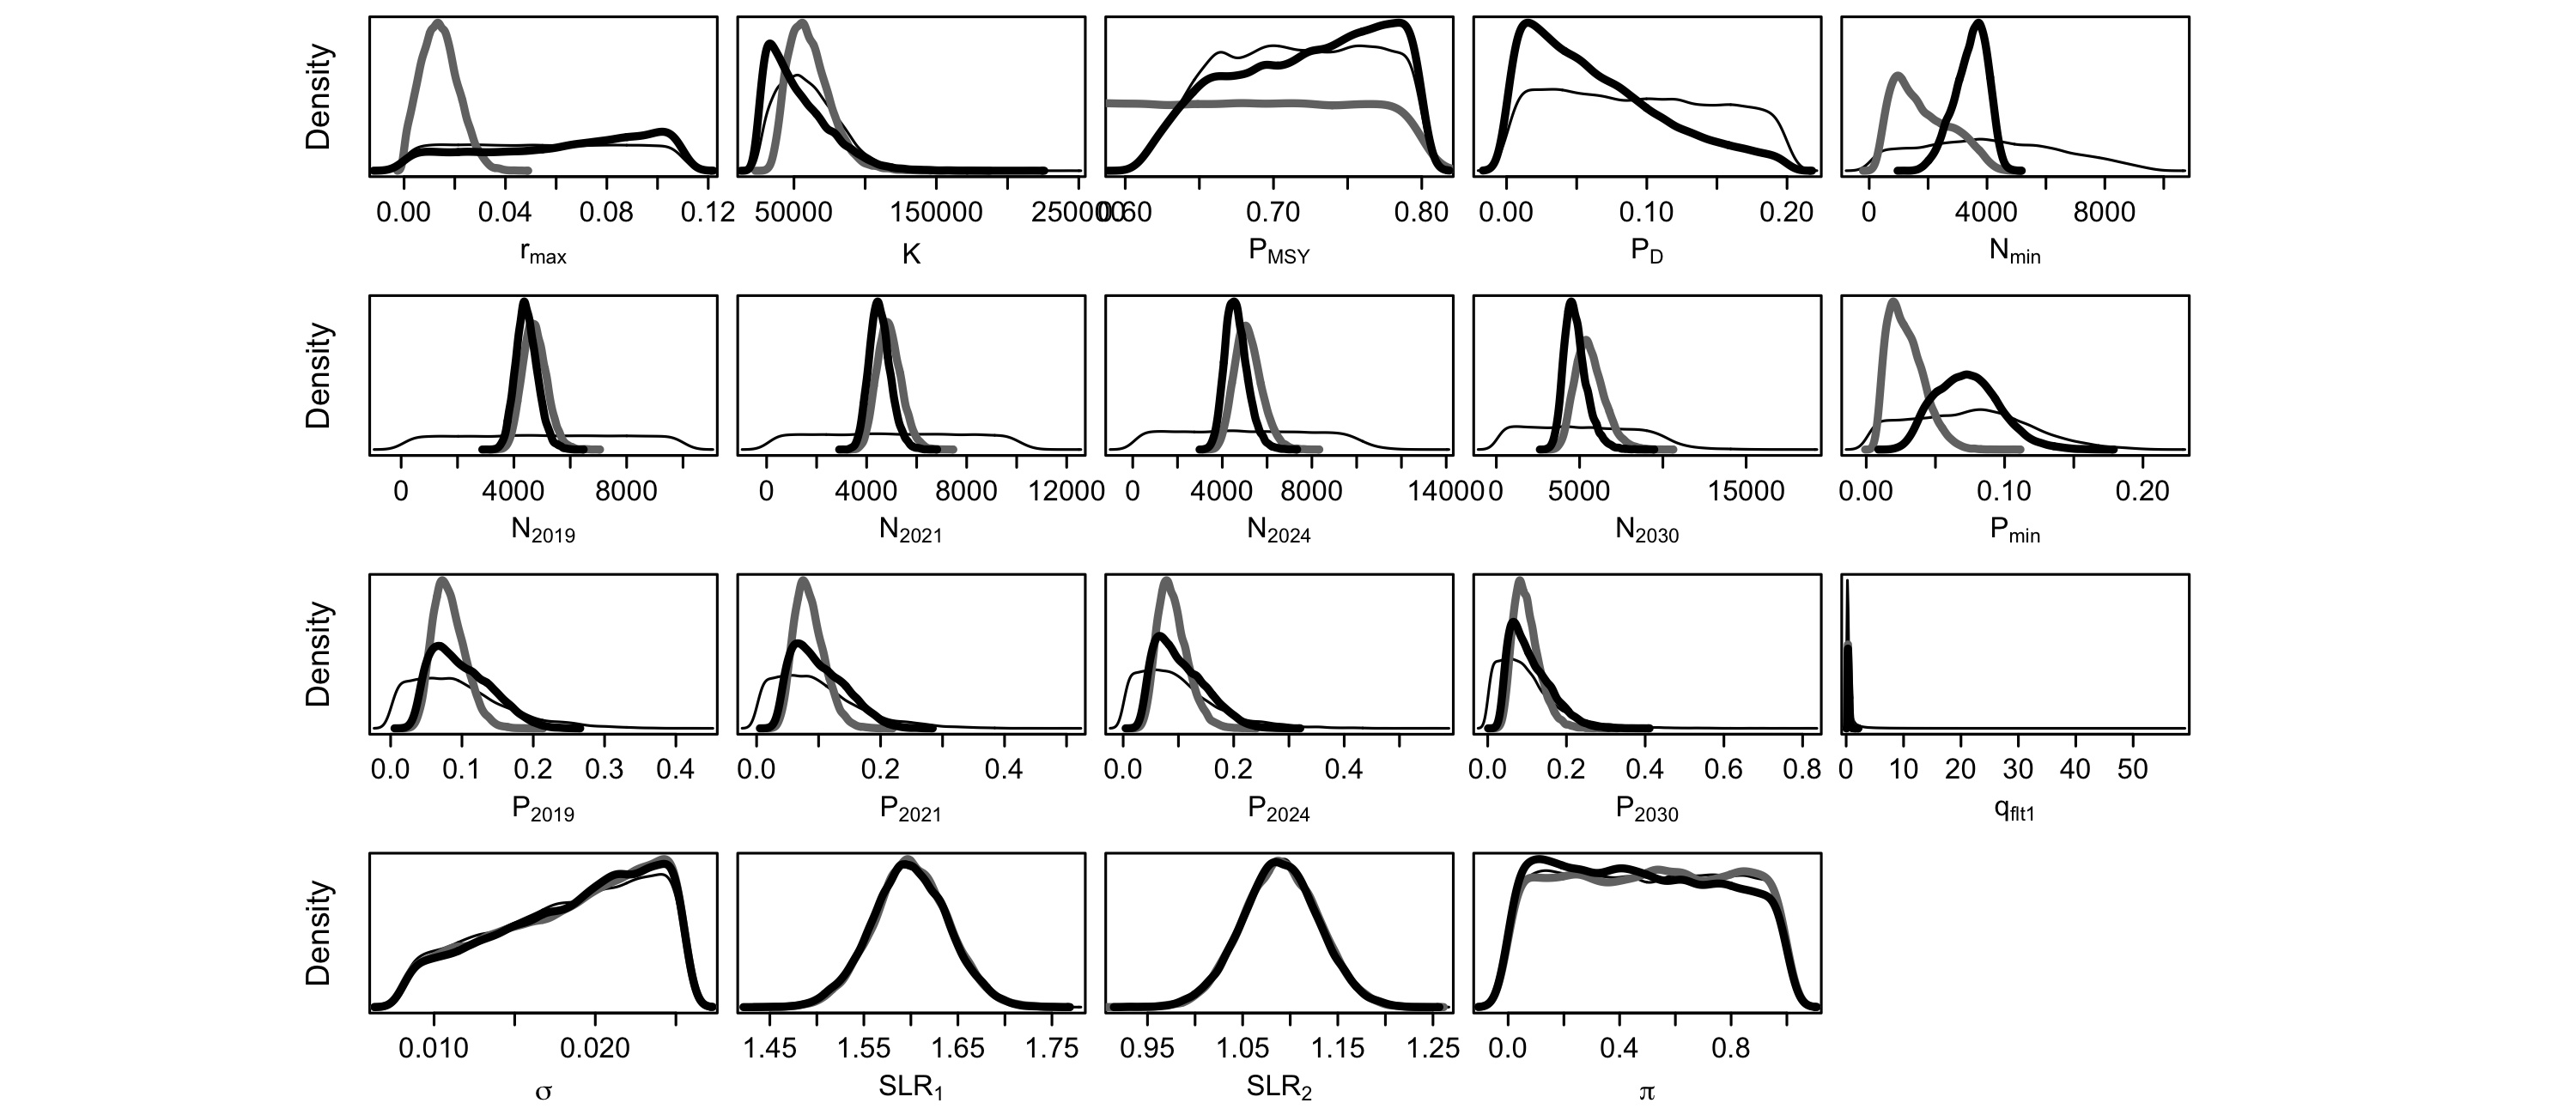 Density
0.00 0.04 0.08 0.12 50000 150000 250000 0.60 0.70 0.80 0.00 0.10 0.20 0 4000 8000
rmax K PMSY PD Nmin
Density
0 4000 8000 0 4000 8000 12000 0 4000 8000 14000 0 5000 15000 0.00 0.10 0.20
N2019 N2021 N2024 N2030 Pmin
Density
0.0 0.1 0.2 0.3 0.4 0.0 0.2 0.4 0.0 0.2 0.4 0.0 0.2 0.4 0.6 0.8 0 10 20 30 40 50
P2019 P2021 P2024 P2030 qflt1
Density
0.010 0.020 1.45 1.55 1.65 1.75 0.95 1.05 1.15 1.25 0.0 0.4 0.8
σ SLR1 SLR2 π